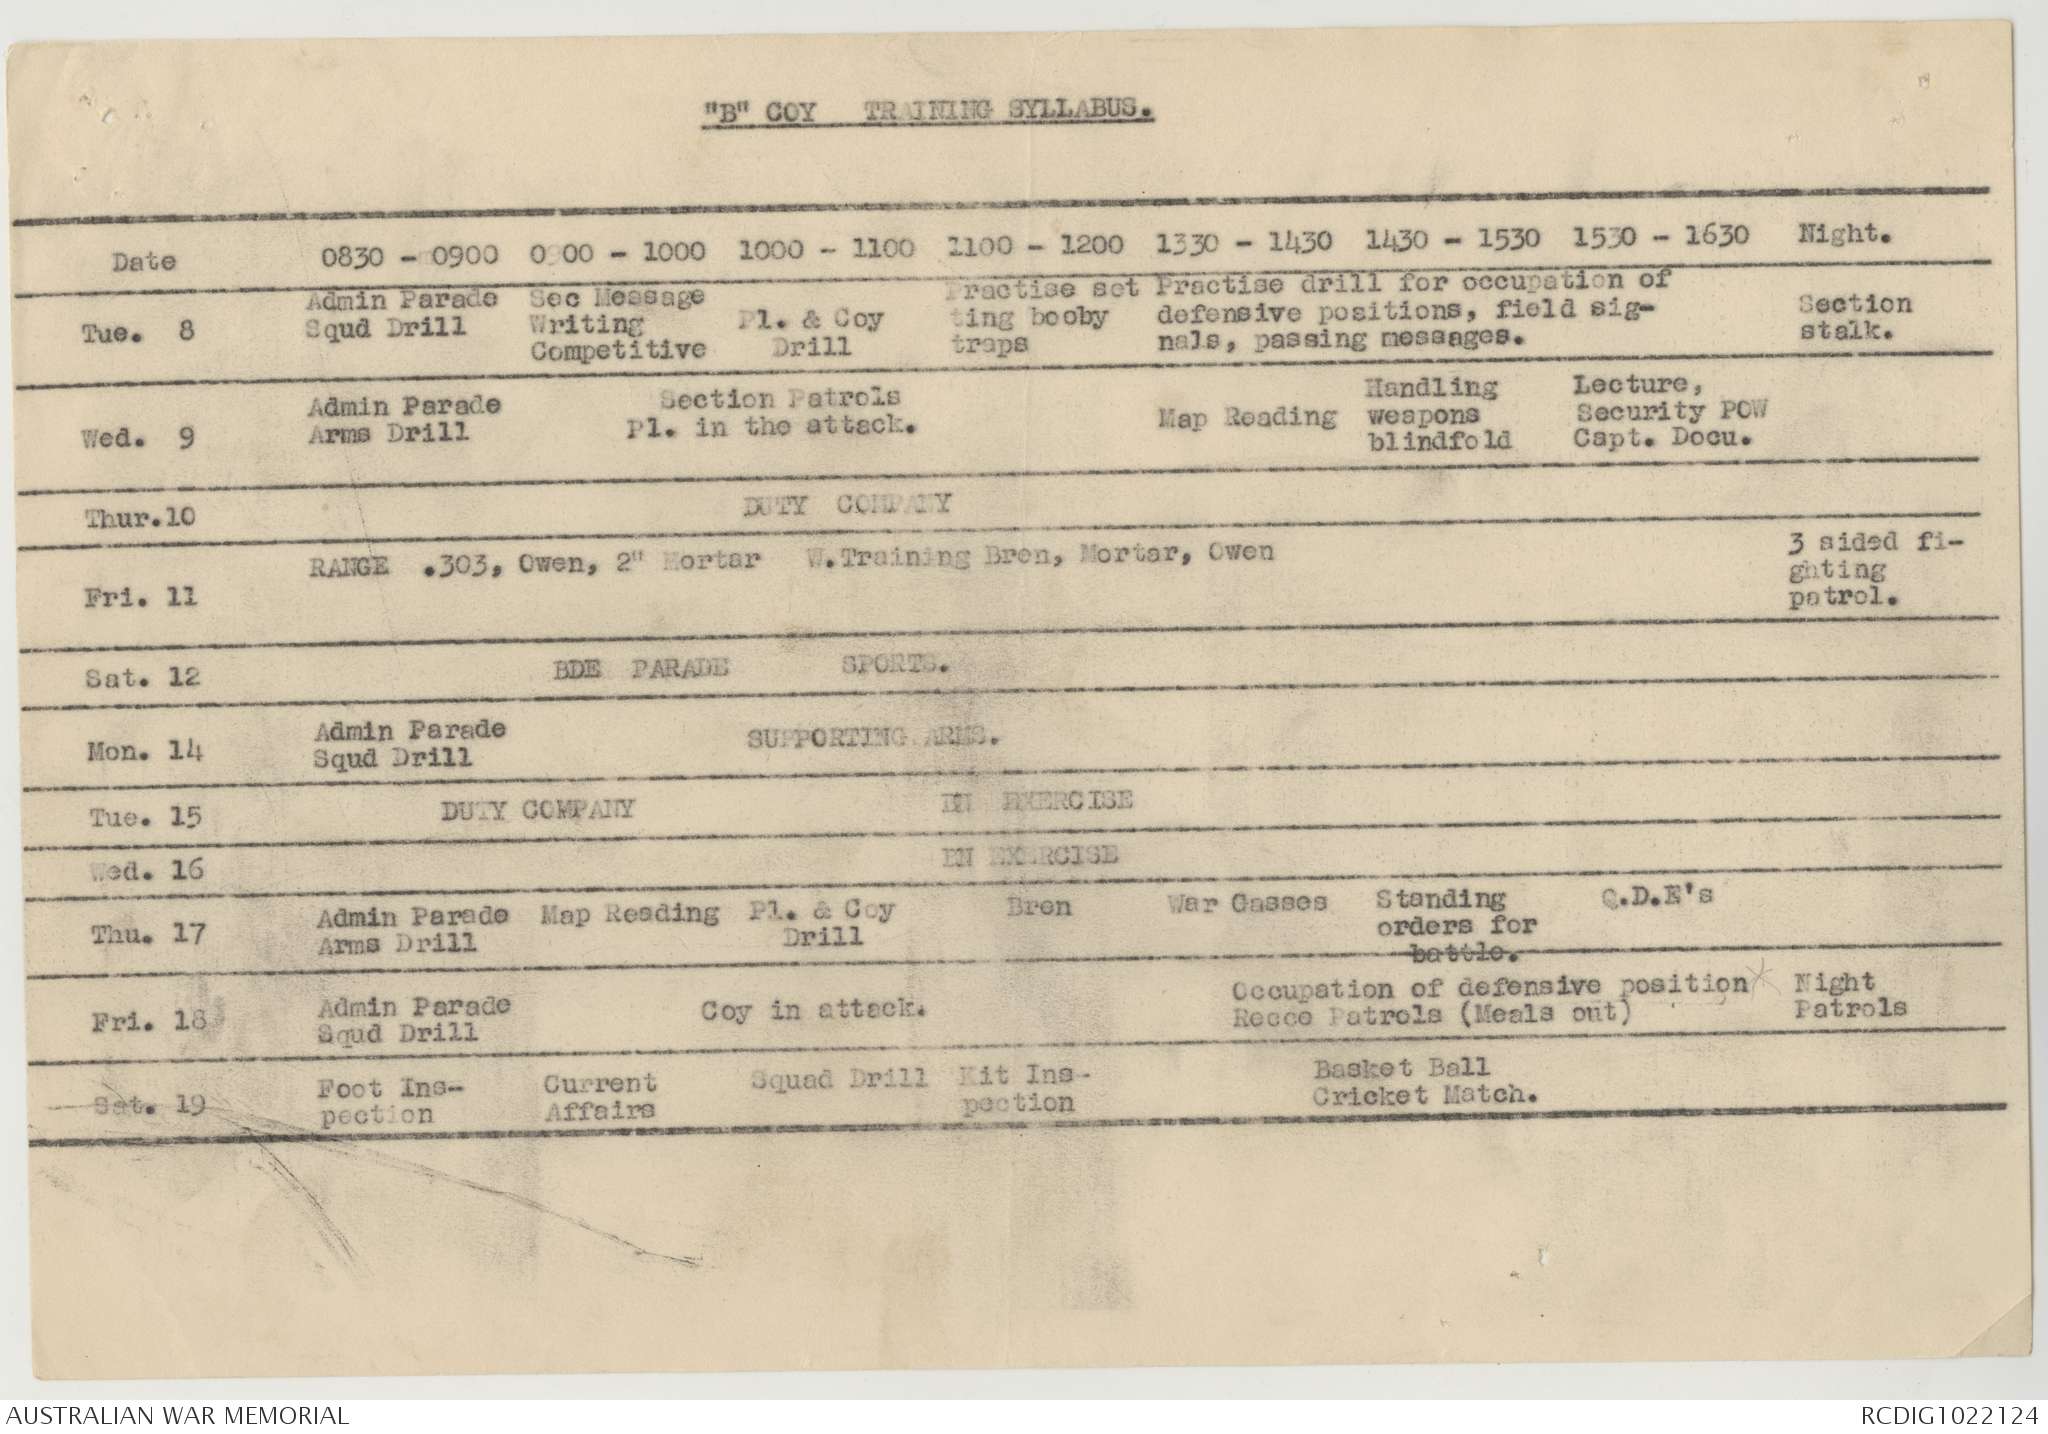 "B" COY TRAINING SYLLABUS.
Date 0830 - 0900 0900 - 1000 1000 - 1100 1100 - 1200 1330 - 1430 1430 - 1530 1530 - 1630 Night.
Tue. 8
Admin Parade
Squd Drill
Sec Message
Writing
Competitive
Pl. & Coy
Drill
Practise set
ting booby
traps
Practise drill for occupation of
defensive positions, field sig-
nals, passing messages.
Section
stalk.
Wed. 9
Admin Parade
Arms Drill
Section Patrols
Pl. in the attack.
Map Reading
Handling
weapons
blindfold
Lecture,
Security POW
Capt. Docu.
Thur.10 DUTY COMPANY
Fri. 11
RANGE .303, Owen, 2" Mortar W.Training Bren, Mortar, Owen
3 sided fi-
ghting
patrol.
Sat. 12 BDE PARADE SPORTS.
Mon. 14
Admin Parade
Squd Drill
SUPPORTING ARMS.
Tue. 15 DUTY COMPANY BN EXERCISE
Wed. 16 BN EXERCISE
Thu. 17
Admin Parade
Arms Drill
Map Reading
Pl. & Coy
Drill
Bren
War Gasses
Standing
orders for
battle.
Q.D.E's
Fri. 18
Admin Parade
Squd Drill
Coy in attack.
Occupation of defensive position
Recce Patrols (Meals out)
Night
Patrols
Sat. 19
Foot Ins-
pection
Current
Affairs
Squad Drill
Kit Ins-
pection
Basket Ball
Cricket Match.
AUSTRALIAN WAR MEMORIAL RCDIG1022124